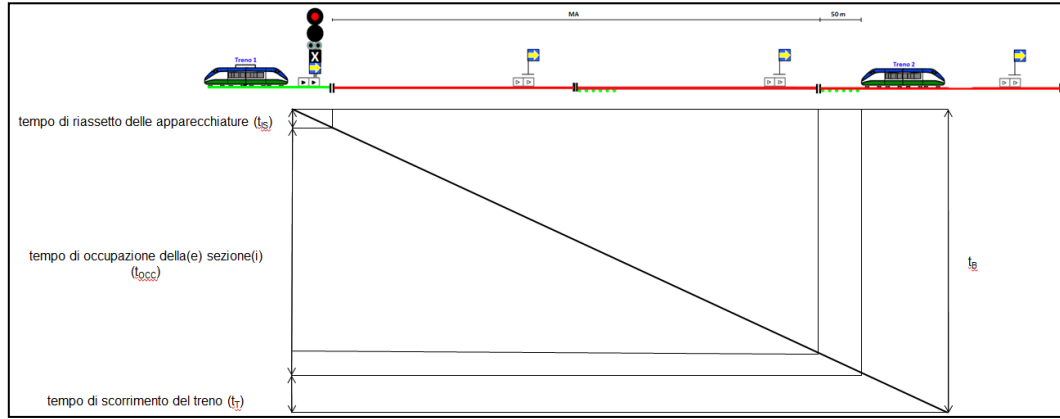 MA
50 m
X
Treno 1
Treno 2
tempo di riassetto delle apparecchiature (tIS)
tempo di occupazione della(e) sezione(i)
(tOCC)
tB
tempo di scorrimento del treno (tT)